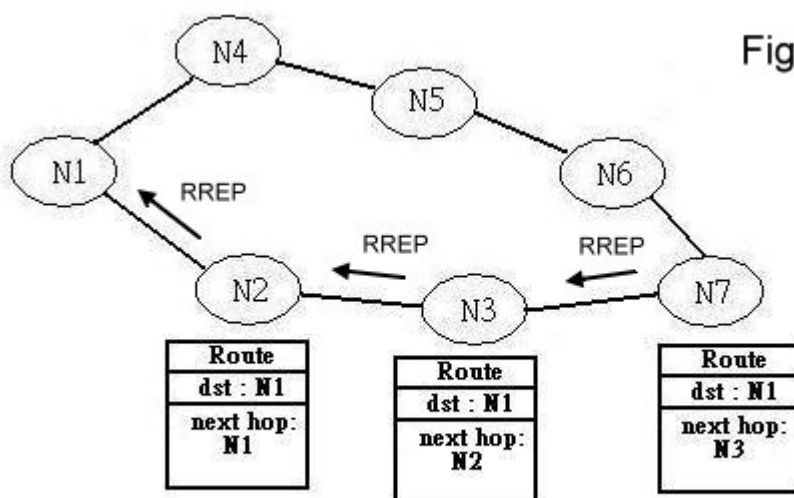 N4
Fig
N5
N1
N6
RREP
RREP
RREP
N2
N3
N7
Route
dst : N1
next hop:
N1
Route
dst : N1
next hop:
N2
Route
dst : N1
next hop:
N3